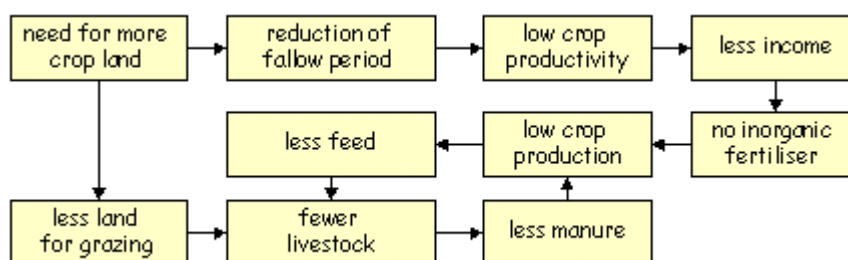 need for more
crop land
reduction of
fallow period
low crop
productivity
less income
less feed
low crop
production
no inorganic
fertiliser
less land
for grazing
fewer
livestock
less manure